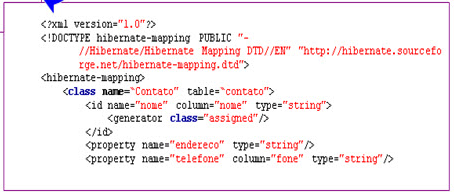 <?xml version="1.0"?>
<!DOCTYPE hibernate-mapping PUBLIC "-
//Hibernate/Hibernate Mapping DTD//EN" "http://hibernate.sourcefo
rge.net/hibernate-mapping.dtd">
<hibernate-mapping>
<class name="Contato" table="contato">
<id name="nome" column="nome" type="string">
<generator class="assigned"/>
</id>
<property name="endereco" type="string"/>
<property name="telefone" column="fone" type="string"/>